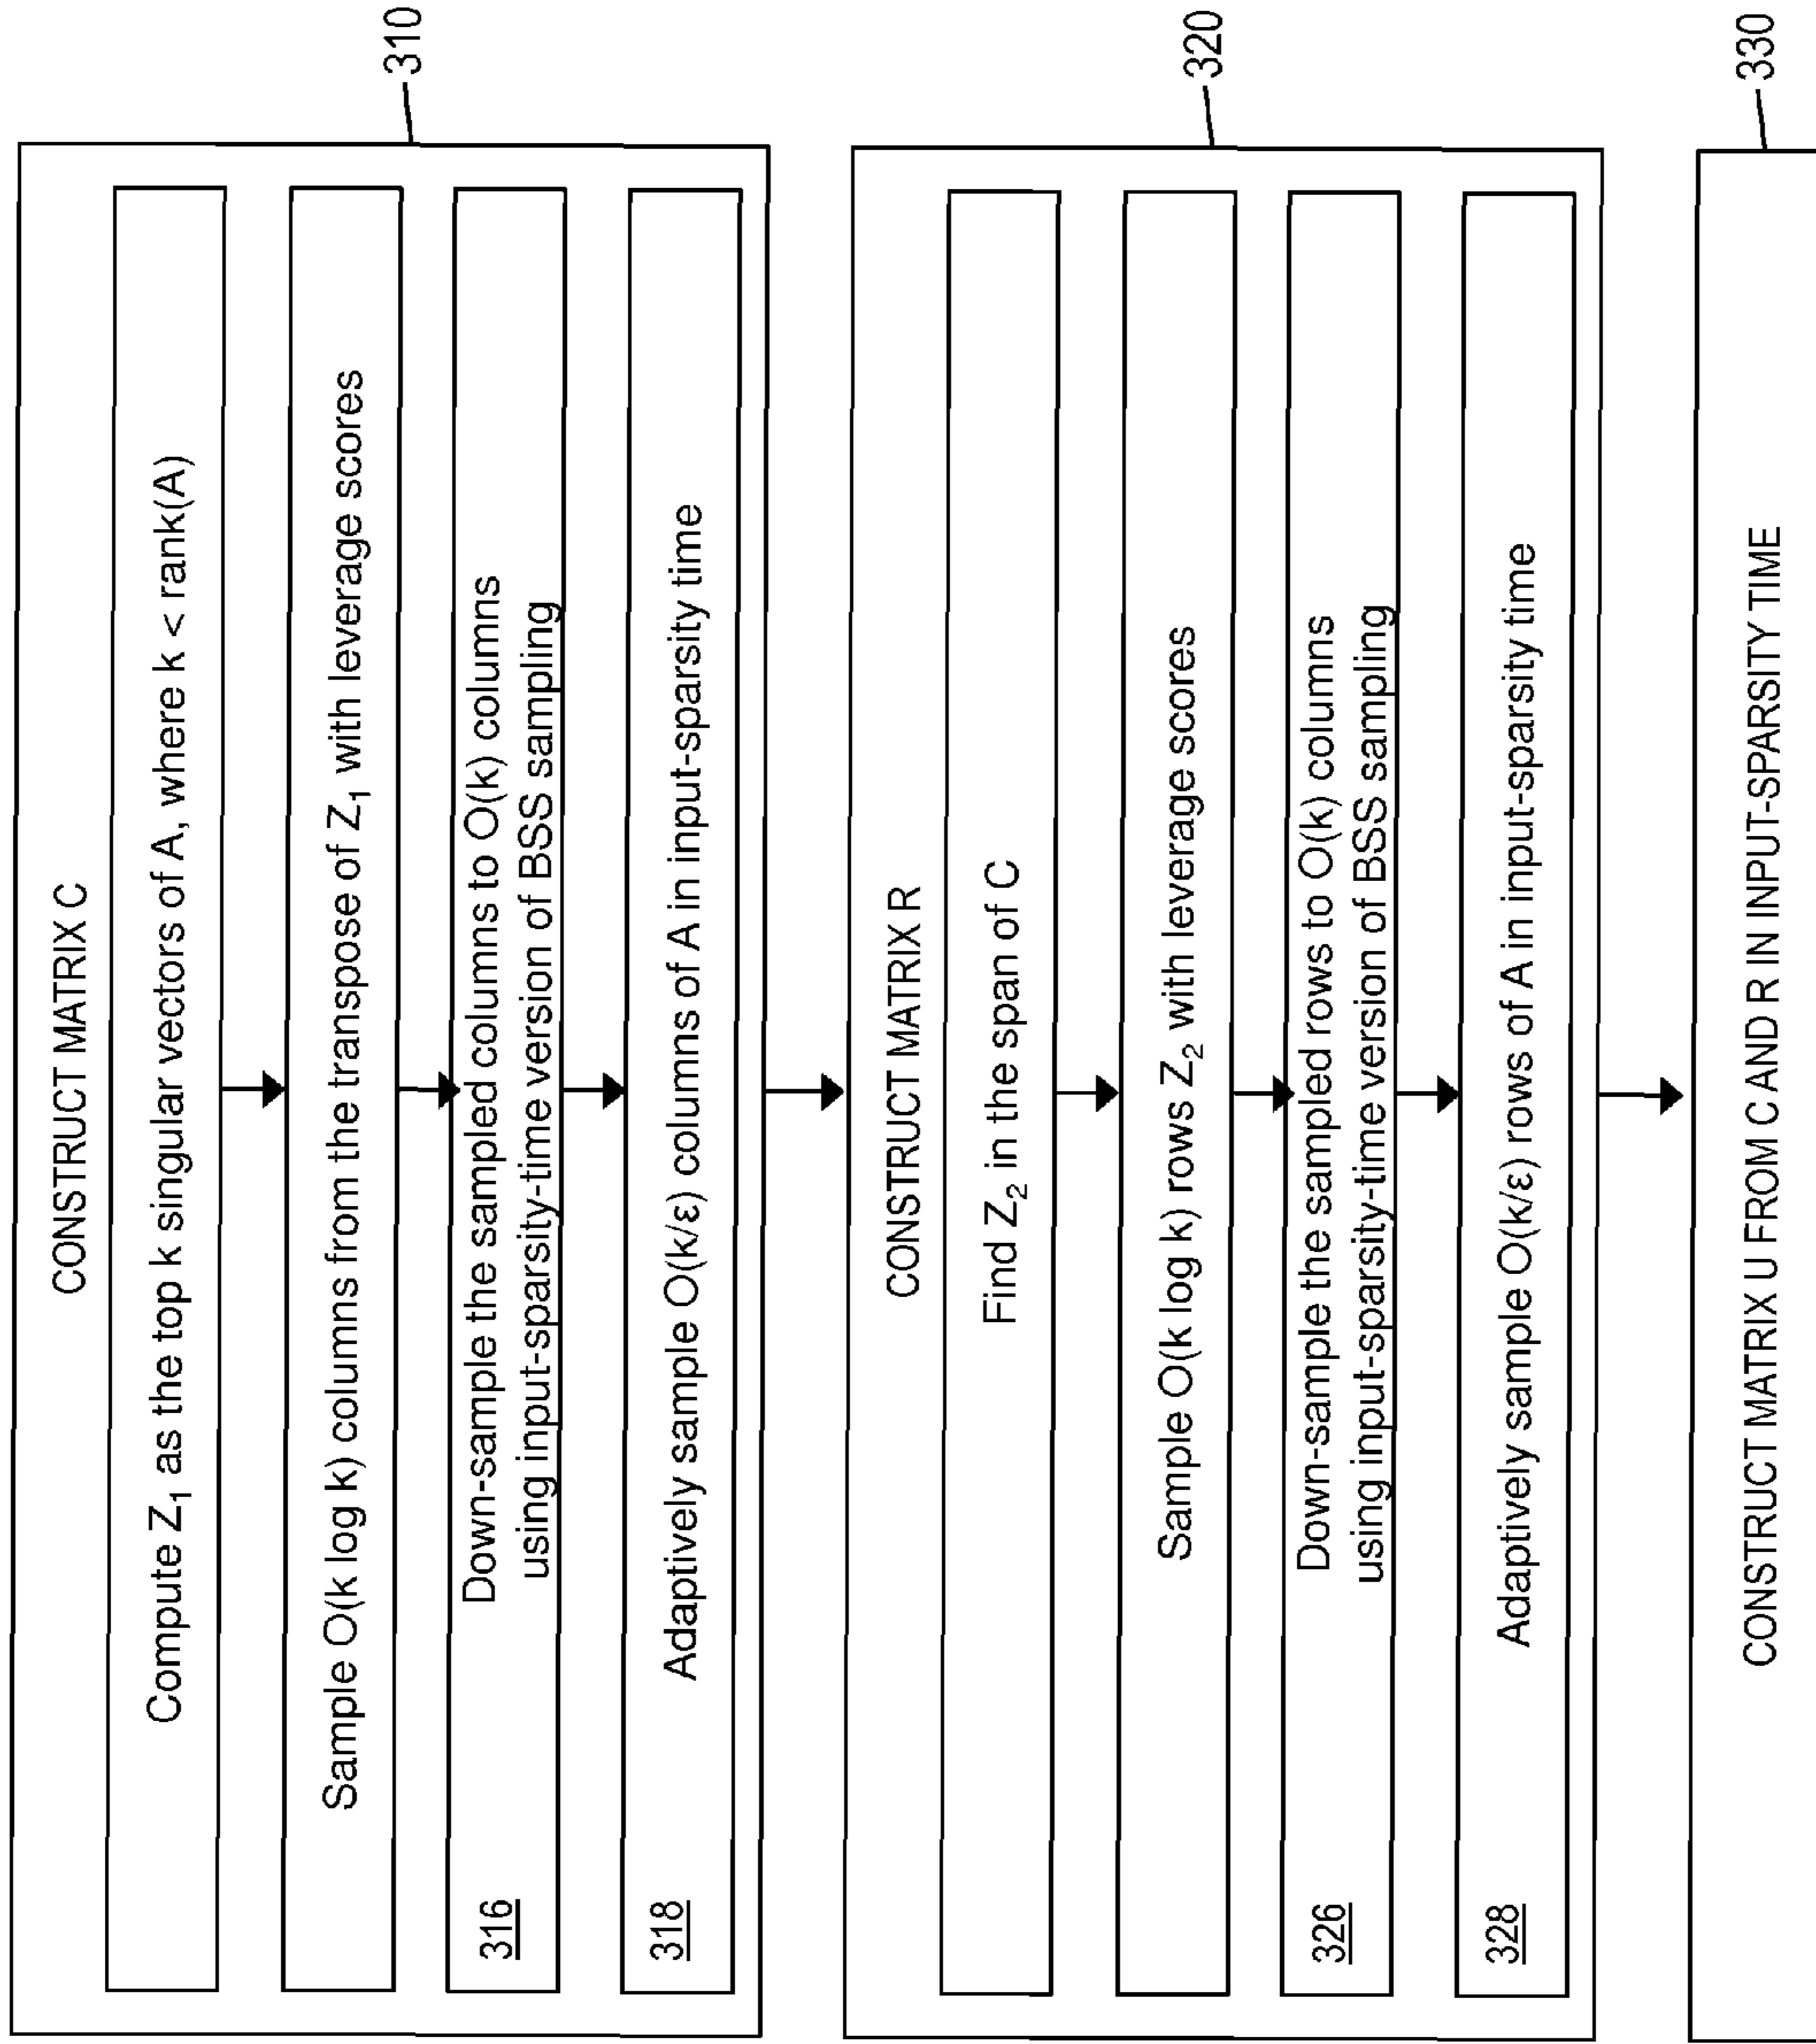 CONSTRUCT MATRIX C
310
Compute Z₁ as the top k singular vectors of A, where k < rank(A)
Sample O(k log k) columns from the transpose of Z₁ with leverage scores
316
Down-sample the sampled columns to O(k) columns
using input-sparsity-time version of BSS sampling
318
Adaptively sample O(k/ε) columns of A in input-sparsity time
CONSTRUCT MATRIX R
320
Find Z₂ in the span of C
Sample O(k log k) rows Z₂ with leverage scores
326
Down-sample the sampled rows to O(k) columns
using input-sparsity-time version of BSS sampling
328
Adaptively sample O(k/ε) rows of A in input-sparsity time
330
CONSTRUCT MATRIX U FROM C AND R IN INPUT-SPARSITY TIME